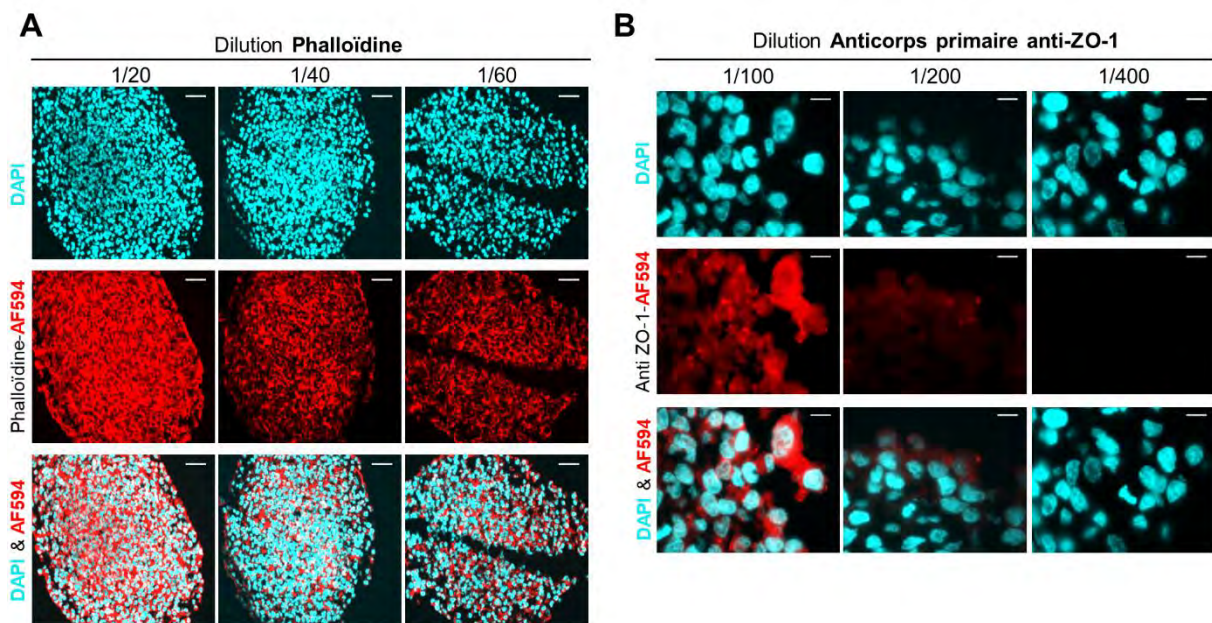 A
Dilution Phalloïdine
1/20 1/40 1/60
DAPI
Phalloïdine-AF594
DAPI & AF594
B
Dilution Anticorps primaire anti-ZO-1
1/100 1/200 1/400
DAPI
Anti ZO-1-AF594
DAPI & AF594